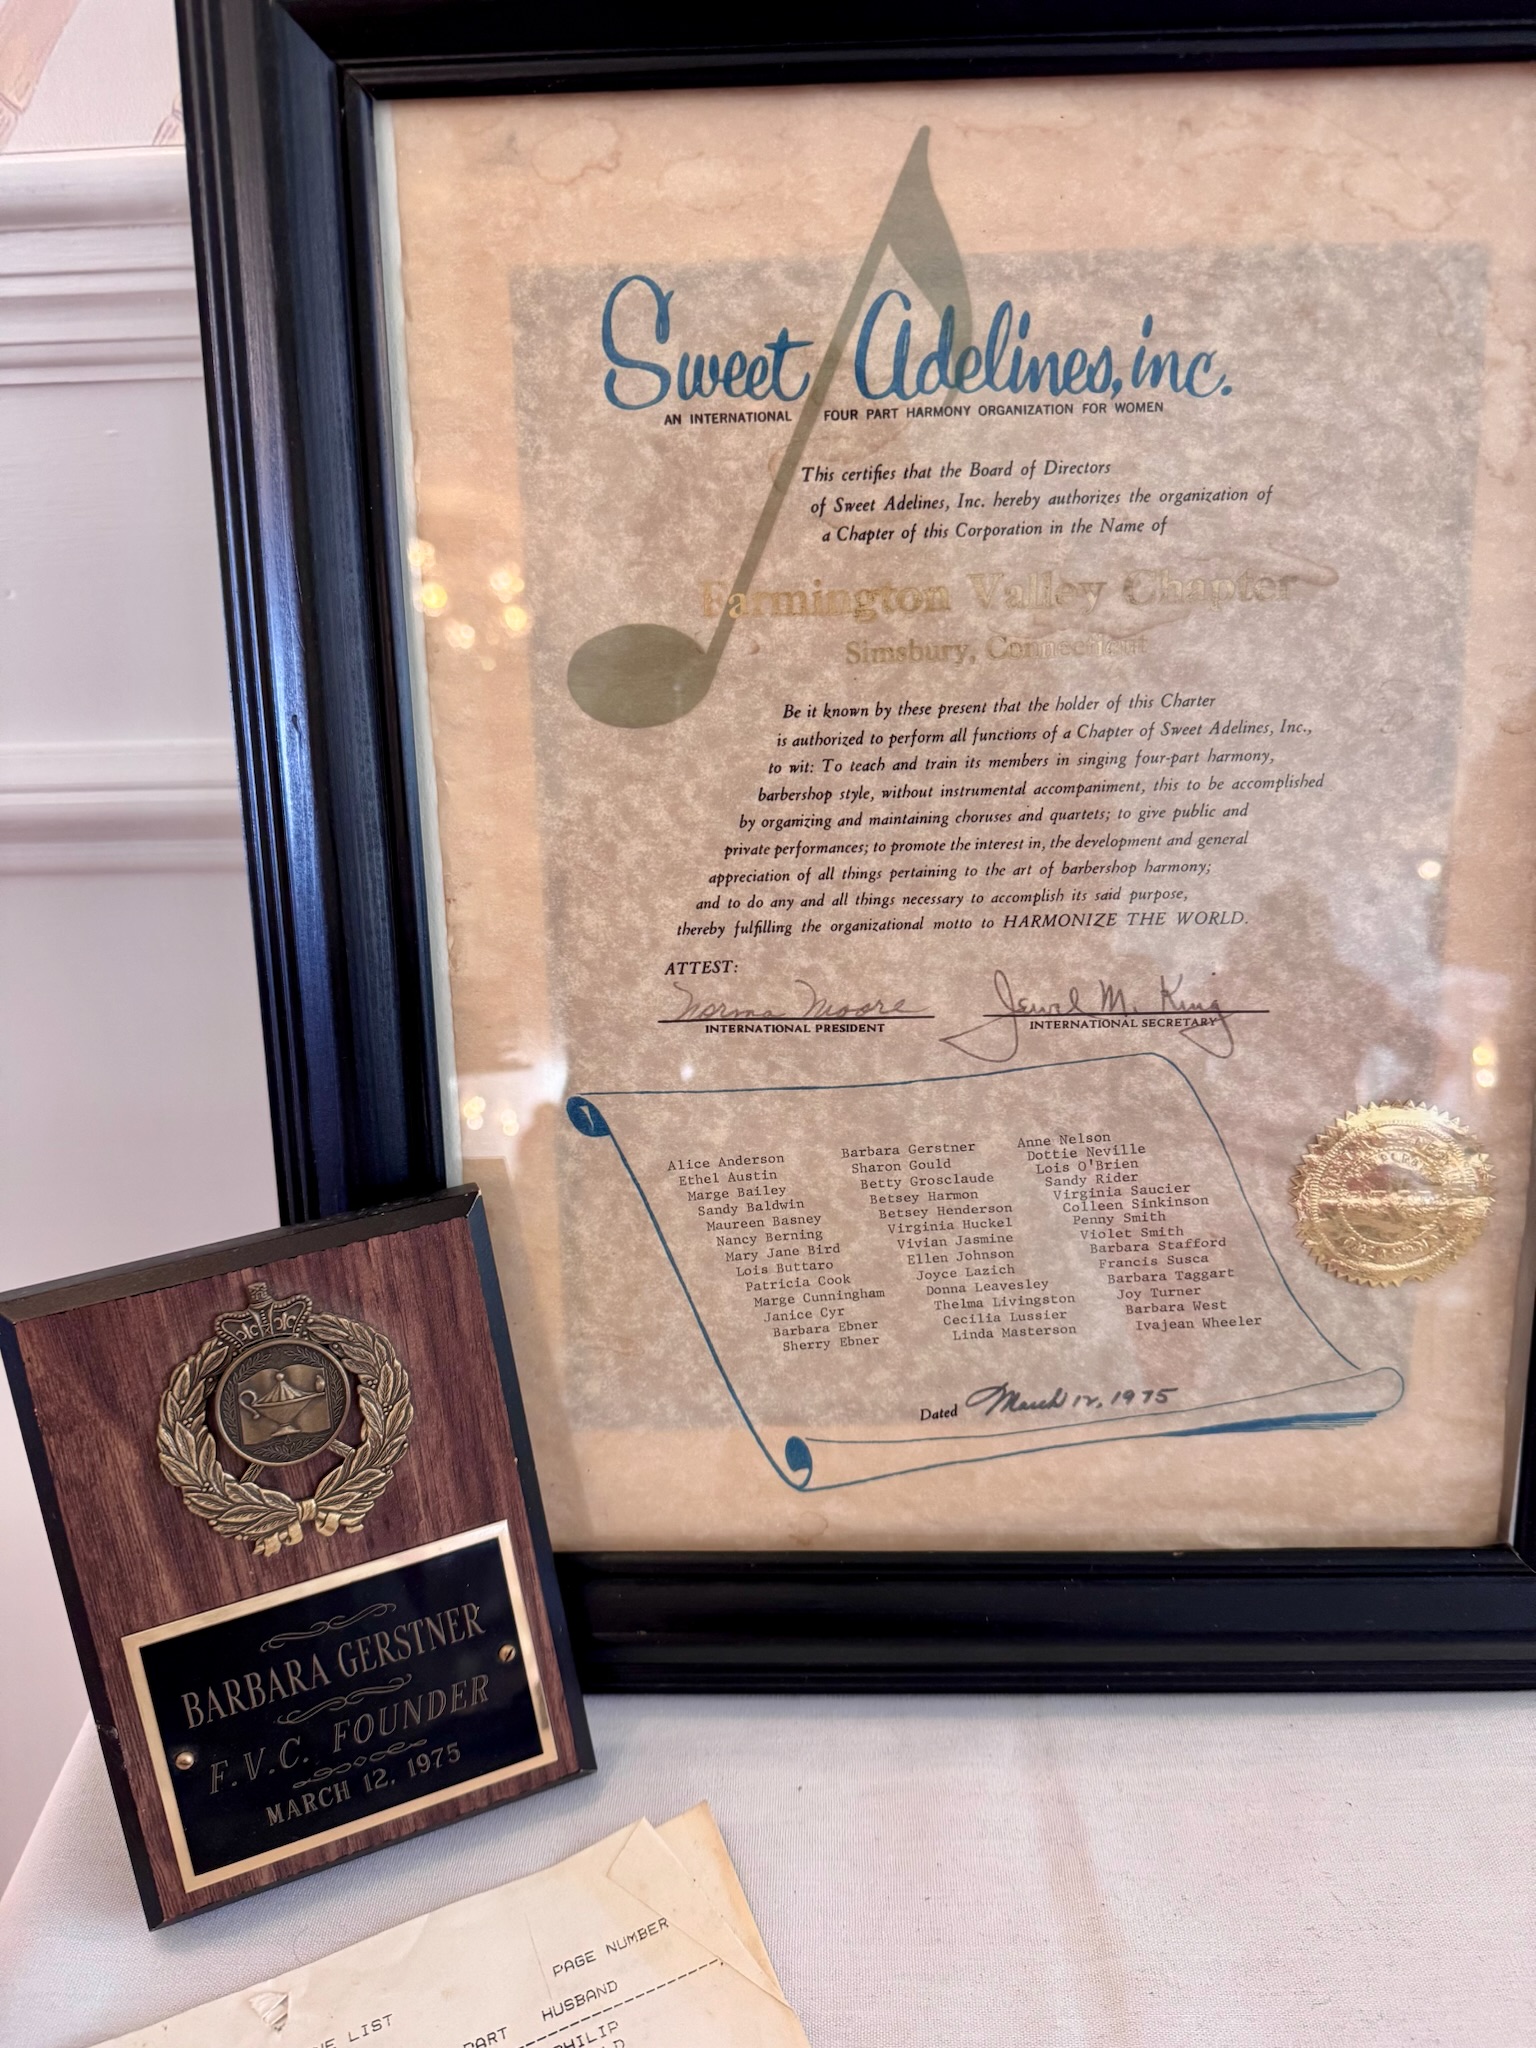 Sweet Adelines, inc.
AN INTERNATIONAL FOUR PART HARMONY ORGANIZATION FOR WOMEN
This certifies that the Board of Directors
of Sweet Adelines, Inc. hereby authorizes the organization of
a Chapter of this Corporation in the Name of
Farmington Valley Chapter
Simsbury, Connecticut
Be it known by these present that the holder of this Charter
is authorized to perform all functions of a Chapter of Sweet Adelines, Inc.,
to wit: To teach and train its members in singing four-part harmony,
barbershop style, without instrumental accompaniment, this to be accomplished
by organizing and maintaining choruses and quartets; to give public and
private performances; to promote the interest in, the development and general
appreciation of all things pertaining to the art of barbershop harmony;
and to do any and all things necessary to accomplish its said purpose,
thereby fulfilling the organizational motto to HARMONIZE THE WORLD.
ATTEST:
Norma Moore
INTERNATIONAL PRESIDENT
Jewel M. King
INTERNATIONAL SECRETARY
Alice Anderson
Ethel Austin
Marge Bailey
Sandy Baldwin
Maureen Basney
Nancy Berning
Mary Jane Bird
Lois Buttaro
Patricia Cook
Marge Cunningham
Janice Cyr
Barbara Ebner
Sherry Ebner
Barbara Gerstner
Sharon Gould
Betty Grosclaude
Betsey Harmon
Betsey Henderson
Virginia Huckel
Vivian Jasmine
Ellen Johnson
Joyce Lazich
Donna Leavesley
Thelma Livingston
Cecilia Lussier
Linda Masterson
Anne Nelson
Dottie Neville
Lois O'Brien
Sandy Rider
Virginia Saucier
Colleen Sinkinson
Penny Smith
Violet Smith
Barbara Stafford
Francis Susca
Barbara Taggart
Joy Turner
Barbara West
Ivajean Wheeler
Dated March 12, 1975
BARBARA GERSTNER
F.V.C. FOUNDER
MARCH 12, 1975
PAGE NUMBER
LIST
PART HUSBAND
PHILIP